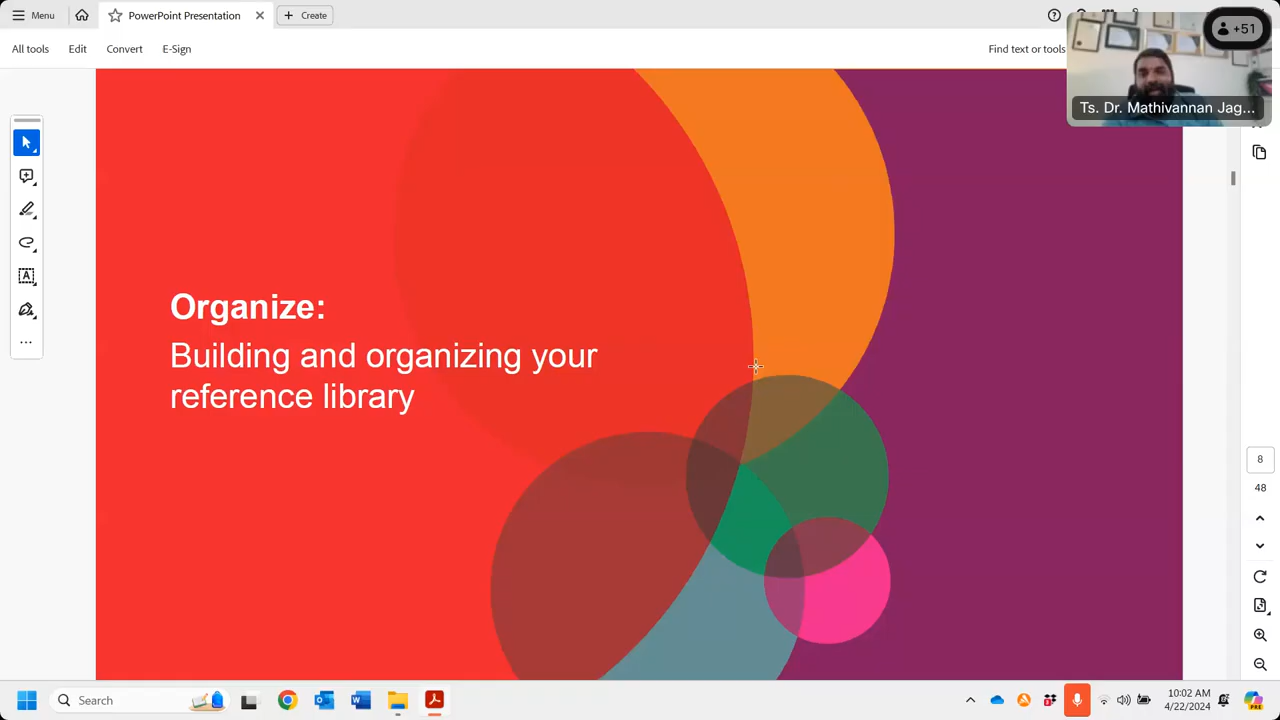 Menu
PowerPoint Presentation
Create
+51
All tools
Edit
Convert
E-Sign
Find text or tools
Ts. Dr. Mathivannan Jag...
Organize:
Building and organizing your
reference library
8
48
Search
10:02 AM
4/22/2024